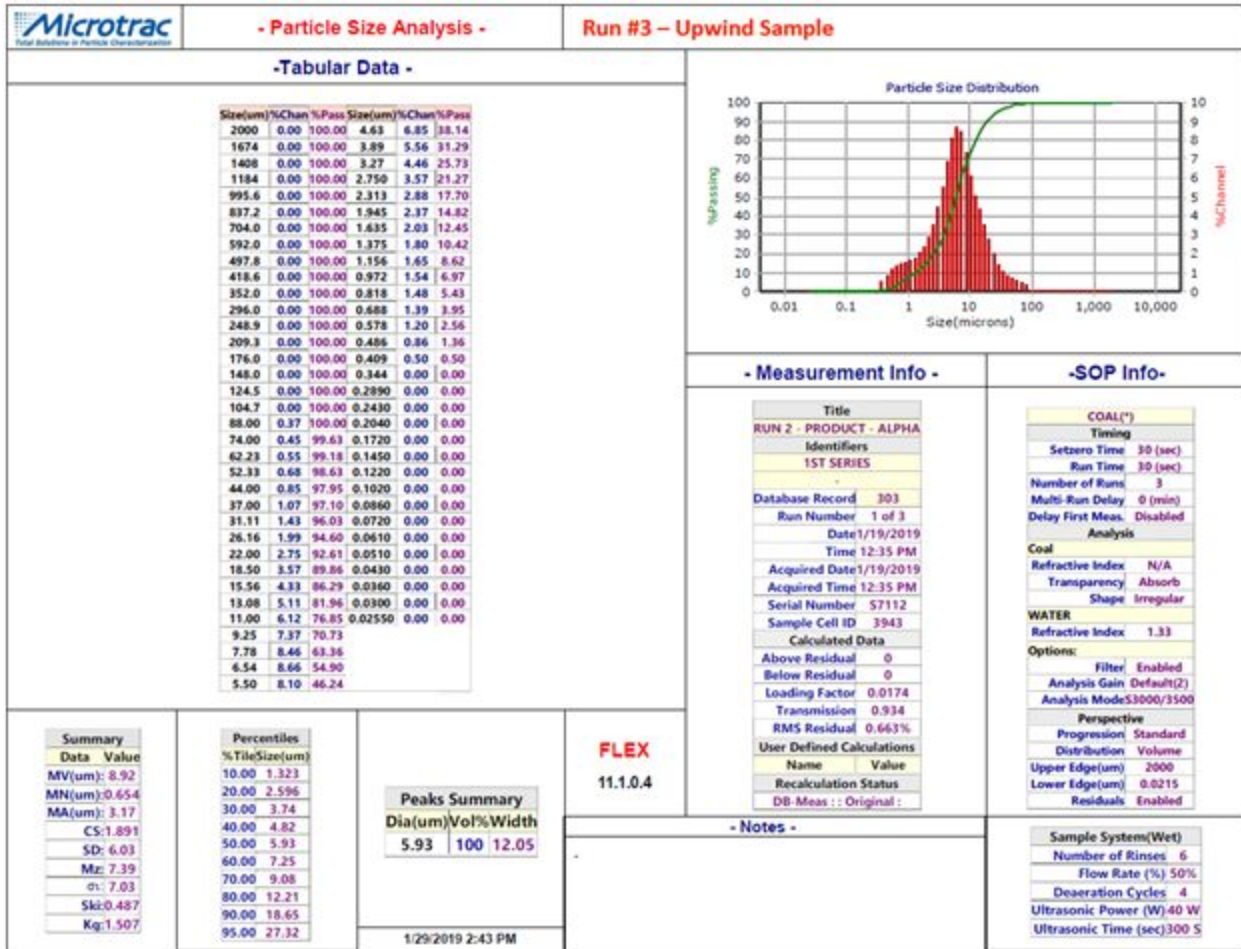 Microtrac
Total Solutions in Particle Characterization
- Particle Size Analysis -
Run #3 – Upwind Sample
-Tabular Data -
Size(um) %Chan %Pass Size(um) %Chan %Pass
2000 0.00 100.00 4.63 6.85 38.14
1674 0.00 100.00 3.89 5.56 31.29
1408 0.00 100.00 3.27 4.46 25.73
1184 0.00 100.00 2.750 3.57 21.27
995.6 0.00 100.00 2.313 2.88 17.70
837.2 0.00 100.00 1.945 2.37 14.82
704.0 0.00 100.00 1.635 2.03 12.45
592.0 0.00 100.00 1.375 1.80 10.42
497.8 0.00 100.00 1.156 1.65 8.62
418.6 0.00 100.00 0.972 1.54 6.97
352.0 0.00 100.00 0.818 1.48 5.43
296.0 0.00 100.00 0.688 1.39 3.95
248.9 0.00 100.00 0.578 1.20 2.56
209.3 0.00 100.00 0.486 0.86 1.36
176.0 0.00 100.00 0.409 0.50 0.50
148.0 0.00 100.00 0.344 0.00 0.00
124.5 0.00 100.00 0.2890 0.00 0.00
104.7 0.00 100.00 0.2430 0.00 0.00
88.00 0.37 100.00 0.2040 0.00 0.00
74.00 0.45 99.63 0.1720 0.00 0.00
62.23 0.55 99.18 0.1450 0.00 0.00
52.33 0.68 98.63 0.1220 0.00 0.00
44.00 0.85 97.95 0.1020 0.00 0.00
37.00 1.07 97.10 0.0860 0.00 0.00
31.11 1.43 96.03 0.0720 0.00 0.00
26.16 1.99 94.60 0.0610 0.00 0.00
22.00 2.75 92.61 0.0510 0.00 0.00
18.50 3.57 89.86 0.0430 0.00 0.00
15.56 4.33 86.29 0.0360 0.00 0.00
13.08 5.11 81.96 0.0300 0.00 0.00
11.00 6.12 76.85 0.02550 0.00 0.00
9.25 7.37 70.73
7.78 8.46 63.36
6.54 8.66 54.90
5.50 8.10 46.24
Particle Size Distribution
%Passing
100
90
80
70
60
50
40
30
20
10
0
%Channel
10
9
8
7
6
5
4
3
2
1
0
0.01 0.1 1 10 100 1,000 10,000
Size(microns)
- Measurement Info -
Title
RUN 2 - PRODUCT - ALPHA
Identifiers
1ST SERIES
-
Database Record 303
Run Number 1 of 3
Date 1/19/2019
Time 12:35 PM
Acquired Date 1/19/2019
Acquired Time 12:35 PM
Serial Number S7112
Sample Cell ID 3943
Calculated Data
Above Residual 0
Below Residual 0
Loading Factor 0.0174
Transmission 0.934
RMS Residual 0.663%
User Defined Calculations
Name Value
Recalculation Status
DB-Meas : : Original :
-SOP Info-
COAL(*)
Timing
Setzero Time 30 (sec)
Run Time 30 (sec)
Number of Runs 3
Multi-Run Delay 0 (min)
Delay First Meas. Disabled
Analysis
Coal
Refractive Index N/A
Transparency Absorb
Shape Irregular
WATER
Refractive Index 1.33
Options:
Filter Enabled
Analysis Gain Default(2)
Analysis Mode S3000/3500
Perspective
Progression Standard
Distribution Volume
Upper Edge(um) 2000
Lower Edge(um) 0.0215
Residuals Enabled
Summary
Data Value
MV(um): 8.92
MN(um): 0.654
MA(um): 3.17
CS: 1.891
SD: 6.03
Mz: 7.39
σ1: 7.03
Ski: 0.487
Kg: 1.507
Percentiles
%Tile Size(um)
10.00 1.323
20.00 2.596
30.00 3.74
40.00 4.82
50.00 5.93
60.00 7.25
70.00 9.08
80.00 12.21
90.00 18.65
95.00 27.32
Peaks Summary
Dia(um) Vol% Width
5.93 100 12.05
1/29/2019 2:43 PM
FLEX
11.1.0.4
- Notes -
.
Sample System(Wet)
Number of Rinses 6
Flow Rate (%) 50%
Deaeration Cycles 4
Ultrasonic Power (W) 40 W
Ultrasonic Time (sec) 300 S